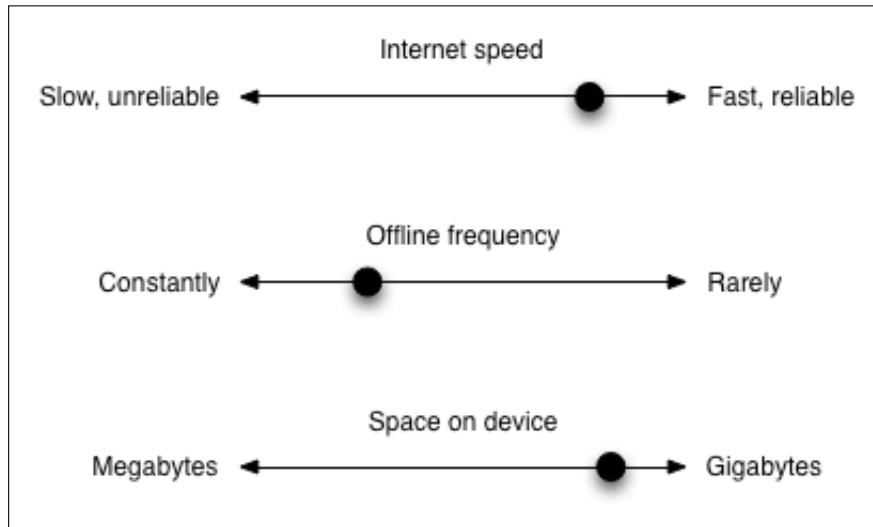 Internet speed
Slow, unreliable Fast, reliable
Offline frequency
Constantly Rarely
Space on device
Megabytes Gigabytes